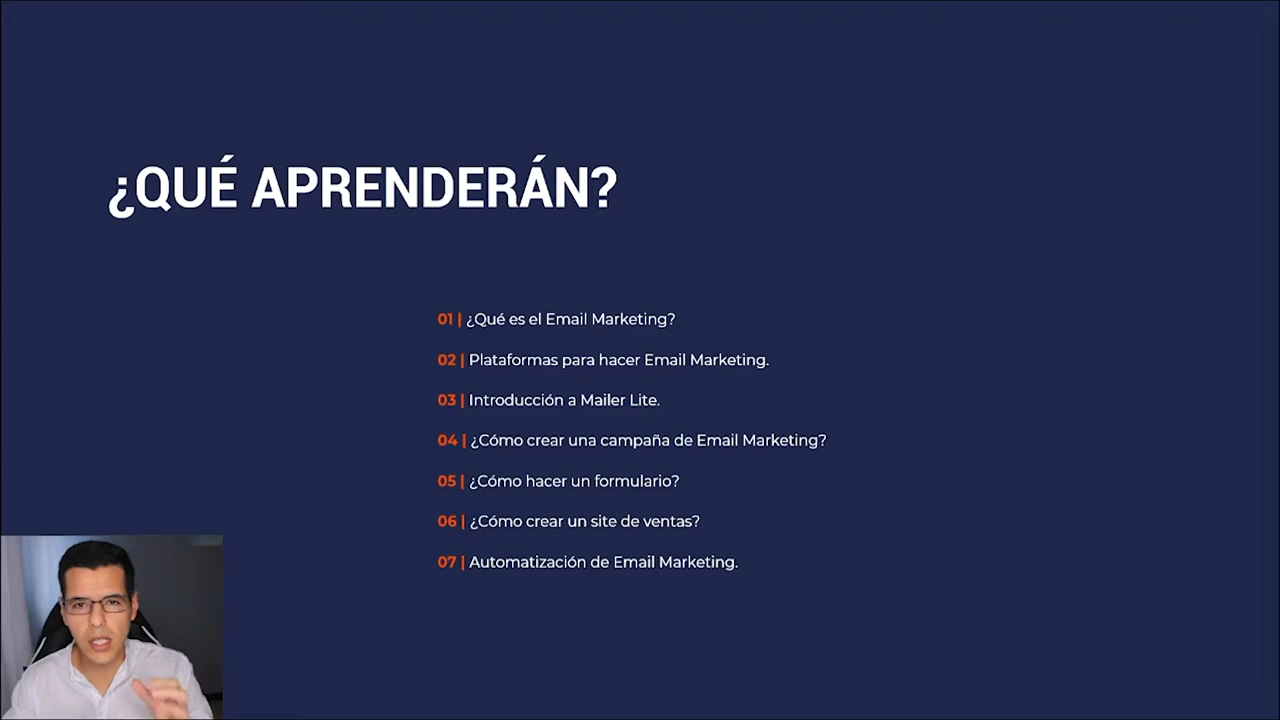 ¿QUÉ APRENDERÁN?
01 | ¿Qué es el Email Marketing?
02 | Plataformas para hacer Email Marketing.
03 | Introducción a Mailer Lite.
04 | ¿Cómo crear una campaña de Email Marketing?
05 | ¿Cómo hacer un formulario?
06 | ¿Cómo crear un site de ventas?
07 | Automatización de Email Marketing.